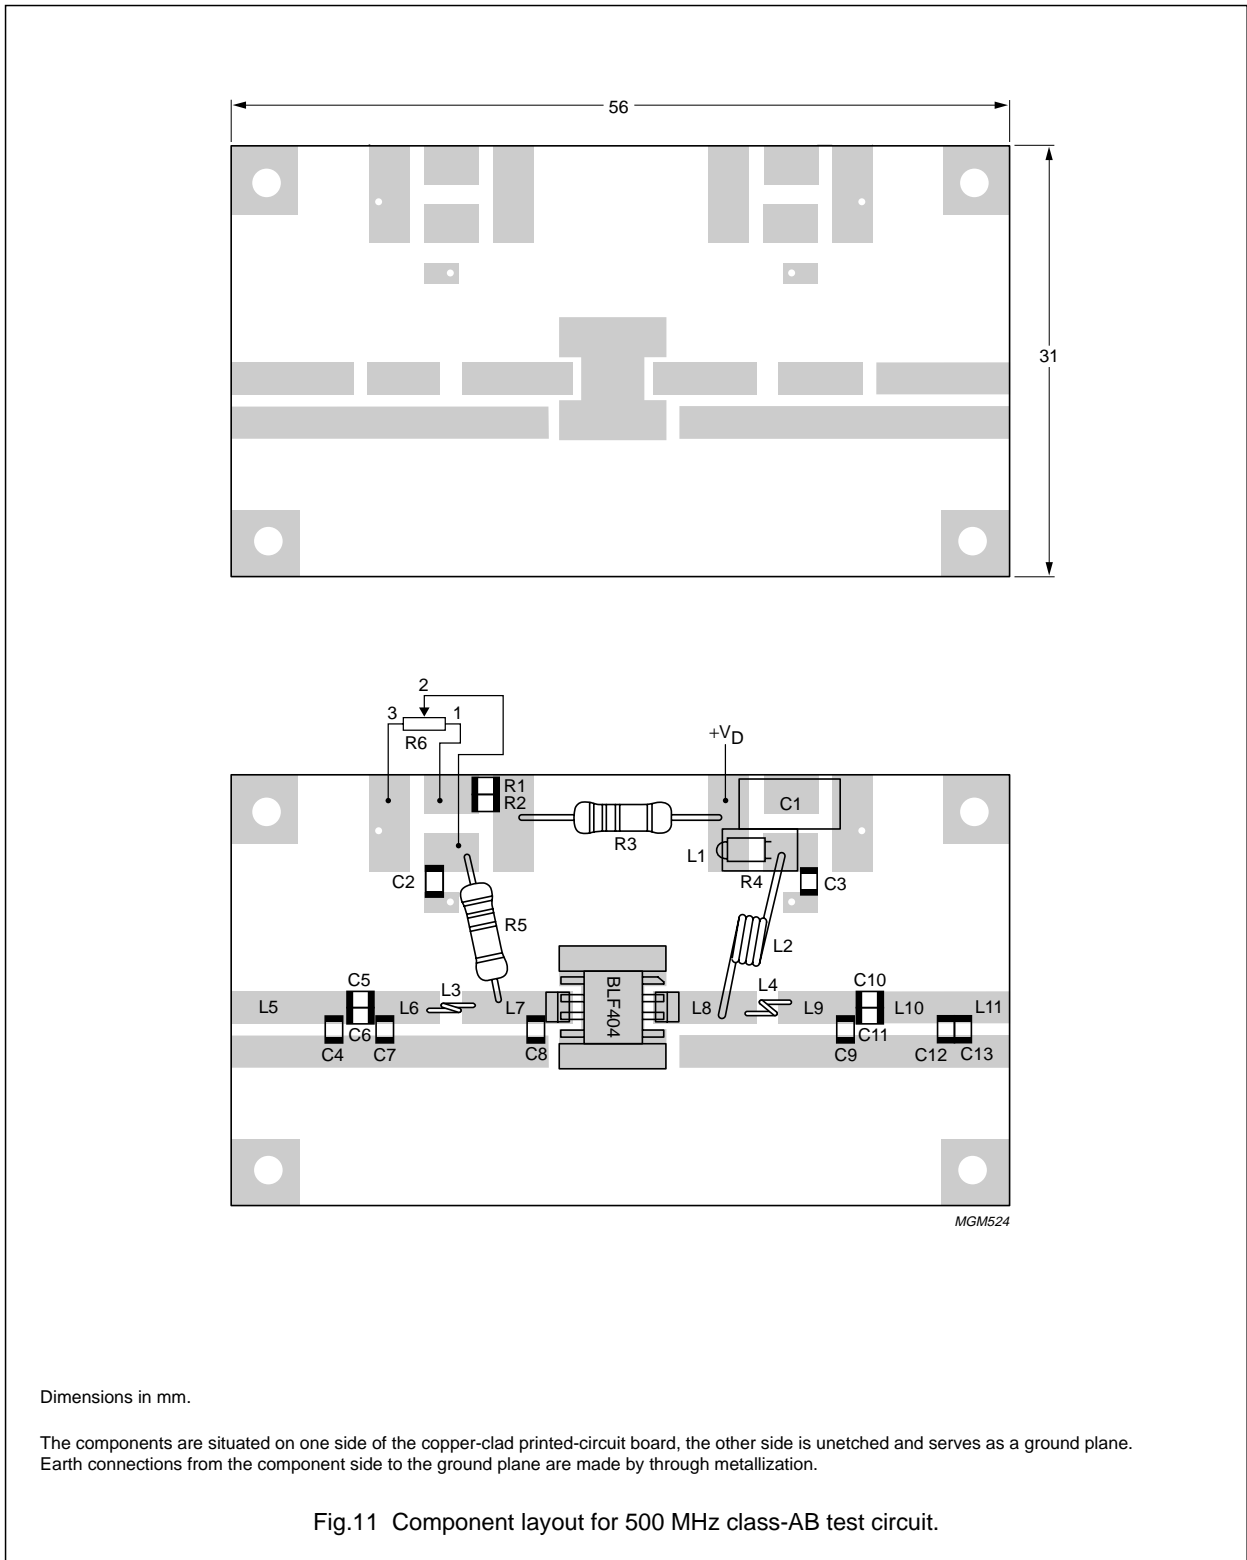 56
31
2
3
1
R6
+VD
R1
R2
C1
R3
L1
R4
C2
C3
R5
L2
BLF404
C5
L3
L4
C10
L5
L6
L7
L8
L9
L10
L11
C6
C11
C4
C7
C8
C9
C12
C13
MGM524
Dimensions in mm.
The components are situated on one side of the copper-clad printed-circuit board, the other side is unetched and serves as a ground plane.
Earth connections from the component side to the ground plane are made by through metallization.
Fig.11 Component layout for 500 MHz class-AB test circuit.